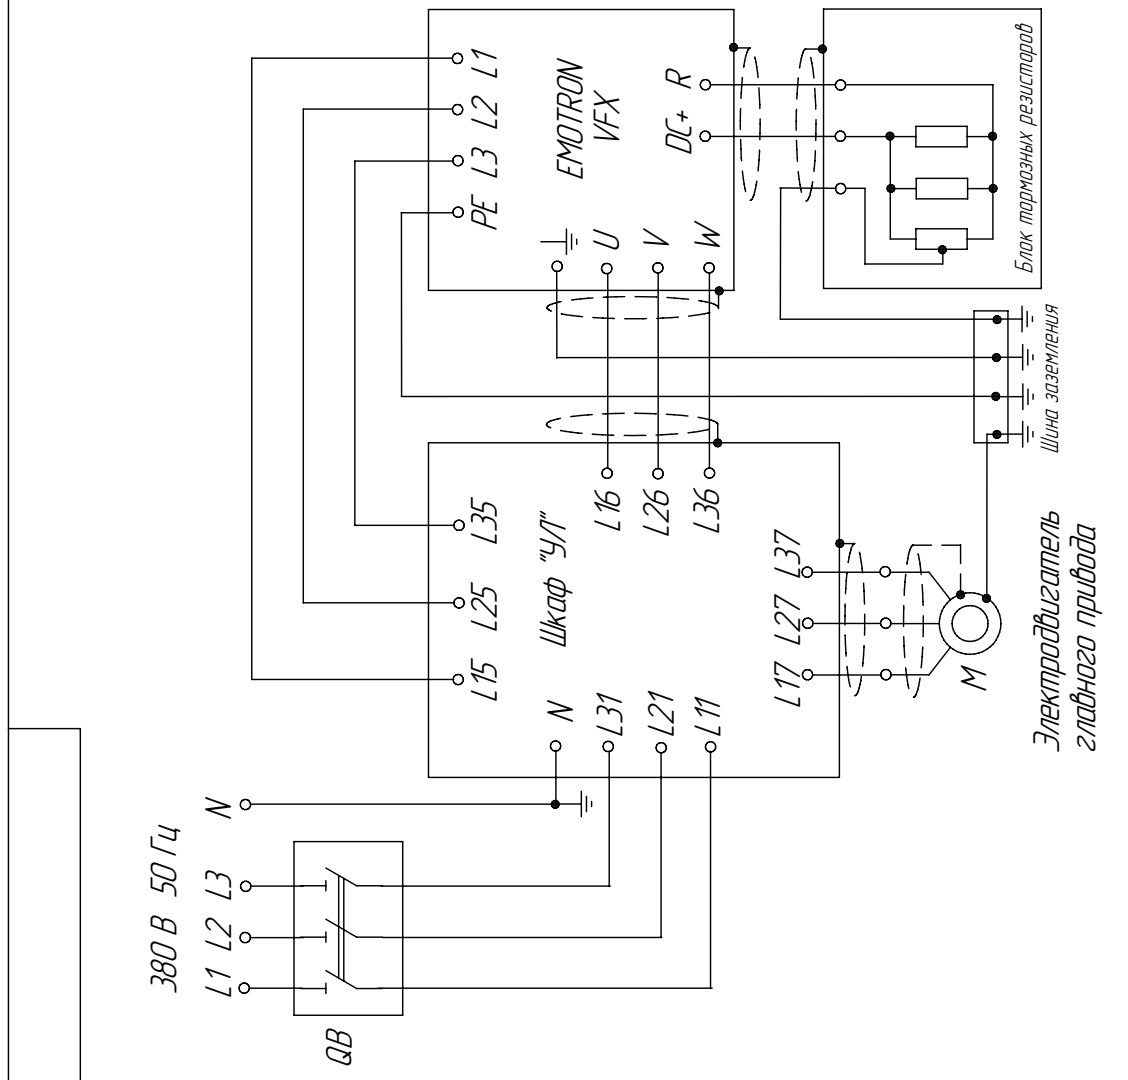 380 В 50 Гц
L1
L2
L3
N
QB
N
L31
L21
L11
L15
L25
L35
Шкаф "УЛ"
L16
L26
L36
L17
L27
L37
M
Электродвигатель
главного привода
PE
L3
L2
L1
EMOTRON
VFX
U
V
W
DC+
R
Блок тормозных резисторов
Шина заземления